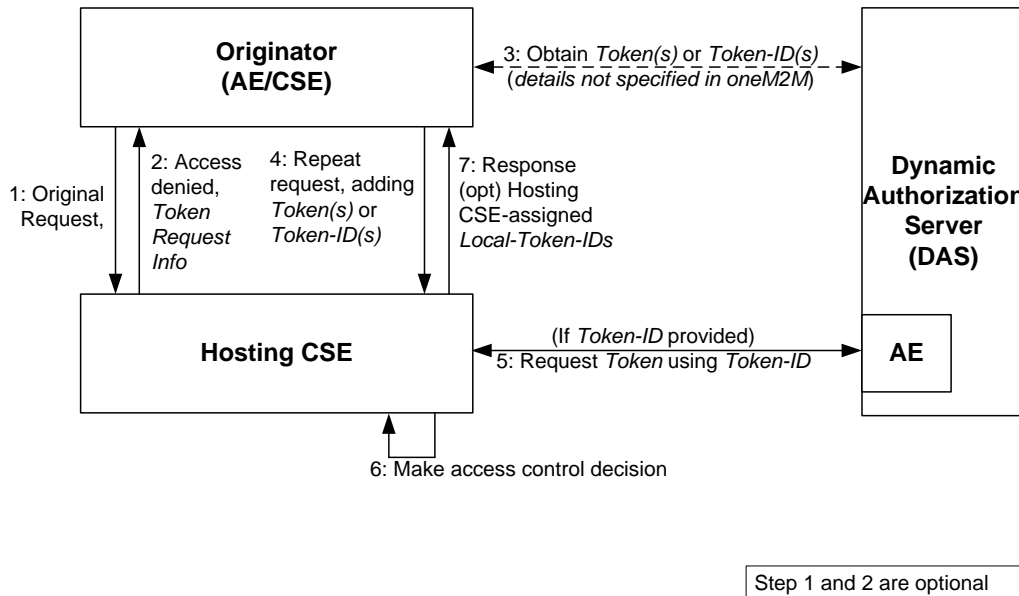 Originator
(AE/CSE)
3: Obtain Token(s) or Token-ID(s)
(details not specified in oneM2M)
1: Original
Request,
2: Access
denied,
Token
Request
Info
4: Repeat
request, adding
Token(s) or
Token-ID(s)
7: Response
(opt) Hosting
CSE-assigned
Local-Token-IDs
Dynamic
Authorization
Server
(DAS)
Hosting CSE
(If Token-ID provided)
5: Request Token using Token-ID
AE
6: Make access control decision
Step 1 and 2 are optional